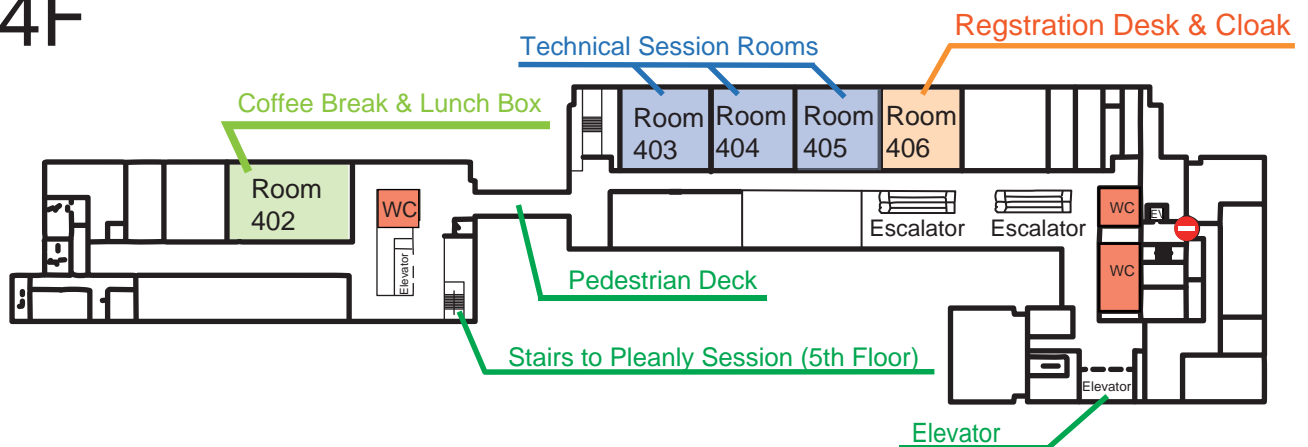 4F
Regstration Desk & Cloak
Technical Session Rooms
Coffee Break & Lunch Box
Room 403
Room 404
Room 405
Room 406
Room 402
WC
Elevator
Escalator
Escalator
WC
EV
WC
Pedestrian Deck
Stairs to Pleanly Session (5th Floor)
Elevator
Elevator